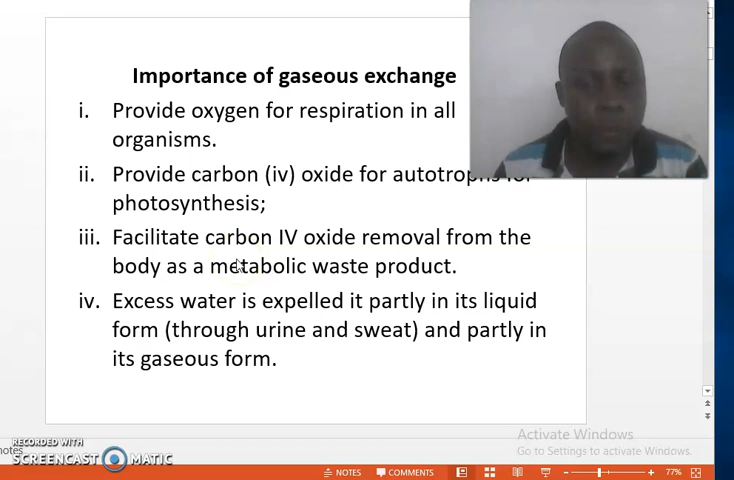 Importance of gaseous exchange
i. Provide oxygen for respiration in all
organisms.
ii. Provide carbon (iv) oxide for autotrophs for
photosynthesis;
iii. Facilitate carbon IV oxide removal from the
body as a metabolic waste product.
iv. Excess water is expelled it partly in its liquid
form (through urine and sweat) and partly in
its gaseous form.
Activate Windows
Go to Settings to activate Windows.
RECORDED WITH
notes
SCREENCAST MATIC
NOTES COMMENTS 77%